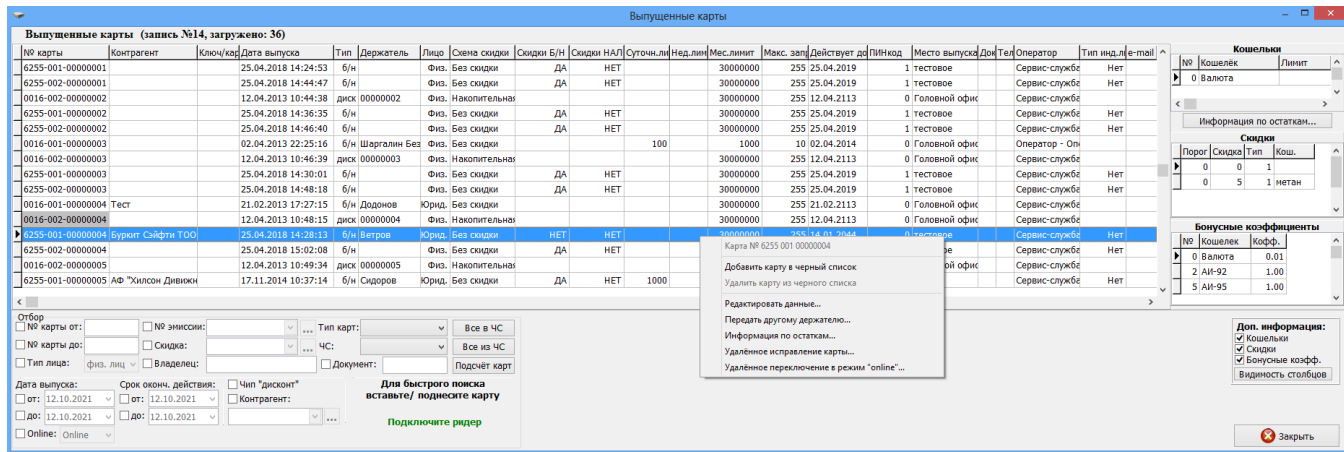 Выпущенные карты
Выпущенные карты (запись №14, загружено: 36)
№ карты Контрагент Ключ/кар Дата выпуска Тип Держатель Лицо Схема скидки Скидки Б/Н Скидки НАЛ Суточн.ли Нед.лим Мес.лимит Макс. запр Действует до ПИНкод Место выпуска Док Тел Оператор Тип инд.л e-mail
6255-001-00000001 25.04.2018 14:24:53 б/н Физ. Без скидки ДА НЕТ 30000000 255 25.04.2019 1 тестовое Сервис-служба Нет
6255-002-00000001 25.04.2018 14:44:47 б/н Физ. Без скидки ДА НЕТ 30000000 255 25.04.2019 1 тестовое Сервис-служба Нет
0016-002-00000002 12.04.2013 10:44:38 диск 00000002 Физ. Накопительная 30000000 255 12.04.2113 0 Головной офис Сервис-служба
6255-001-00000002 25.04.2018 14:36:35 б/н Физ. Без скидки ДА НЕТ 30000000 255 25.04.2019 1 тестовое Сервис-служба Нет
6255-002-00000002 25.04.2018 14:46:40 б/н Физ. Без скидки ДА НЕТ 30000000 255 25.04.2019 1 тестовое Сервис-служба Нет
0016-001-00000003 02.04.2013 22:25:16 б/н Шаргалин Без Физ. Без скидки 100 1000 10 02.04.2014 0 Головной офис Оператор - Оп
0016-002-00000003 12.04.2013 10:46:39 диск 00000003 Физ. Накопительная 30000000 255 12.04.2113 0 Головной офис Сервис-служба
6255-001-00000003 25.04.2018 14:30:01 б/н Физ. Без скидки ДА НЕТ 30000000 255 25.04.2019 1 тестовое Сервис-служба Нет
6255-002-00000003 25.04.2018 14:48:18 б/н Физ. Без скидки ДА НЕТ 30000000 255 25.04.2019 1 тестовое Сервис-служба Нет
0016-001-00000004 Тест 21.02.2013 17:27:15 б/н Додонов Юрид. Без скидки 30000000 255 21.02.2113 0 Головной офис Сервис-служба
0016-002-00000004 12.04.2013 10:48:15 диск 00000004 Физ. Накопительная 30000000 255 12.04.2113 0 Головной офис Сервис-служба
6255-001-00000004 Буркит Сэйфти ТОО 25.04.2018 14:28:13 б/н Ветров Юрид. Без скидки НЕТ НЕТ 30000000 255 14.01.2044 0 тестовое Сервис-служба Нет
6255-002-00000004 25.04.2018 15:02:08 б/н Физ. Без скидки ДА НЕТ Сервис-служба Нет
0016-002-00000005 12.04.2013 10:49:34 диск 00000005 Физ. Накопительная Сервис-служба
6255-001-00000005 АФ "Хилсон Дивижн 17.11.2014 10:37:14 б/н Сидоров Юрид. Без скидки ДА НЕТ 1000 Сервис-служба Нет
Карта № 6255 001 00000004
Добавить карту в черный список
Удалить карту из черного списка
Редактировать данные...
Передать другому держателю...
Информация по остаткам...
Удалённое исправление карты...
Удалённое переключение в режим "online"...
Кошельки
№ Кошелёк Лимит
0 Валюта
Информация по остаткам...
Скидки
Порог Скидка Тип Кош.
0 0 1
0 5 1 метан
Бонусные коэффициенты
№ Кошелек Кофф.
0 Валюта 0.01
2 АИ-92 1.00
5 АИ-95 1.00
Отбор
№ карты от: № эмиссии: ... Тип карт: Все в ЧС
№ карты до: Скидка: ... ЧС: Все из ЧС
Тип лица: физ. лиц Владелец: Документ: Подсчёт карт
Дата выпуска: Срок оконч. действия: Чип "дисконт"
от: 12.10.2021 от: 12.10.2021 Контрагент:
до: 12.10.2021 до: 12.10.2021 ...
Online: Online
Для быстрого поиска
вставьте/ поднесите карту
Подключите ридер
Доп. информация:
Кошельки
Скидки
Бонусные коэфф.
Видимость столбцов
Закрыть